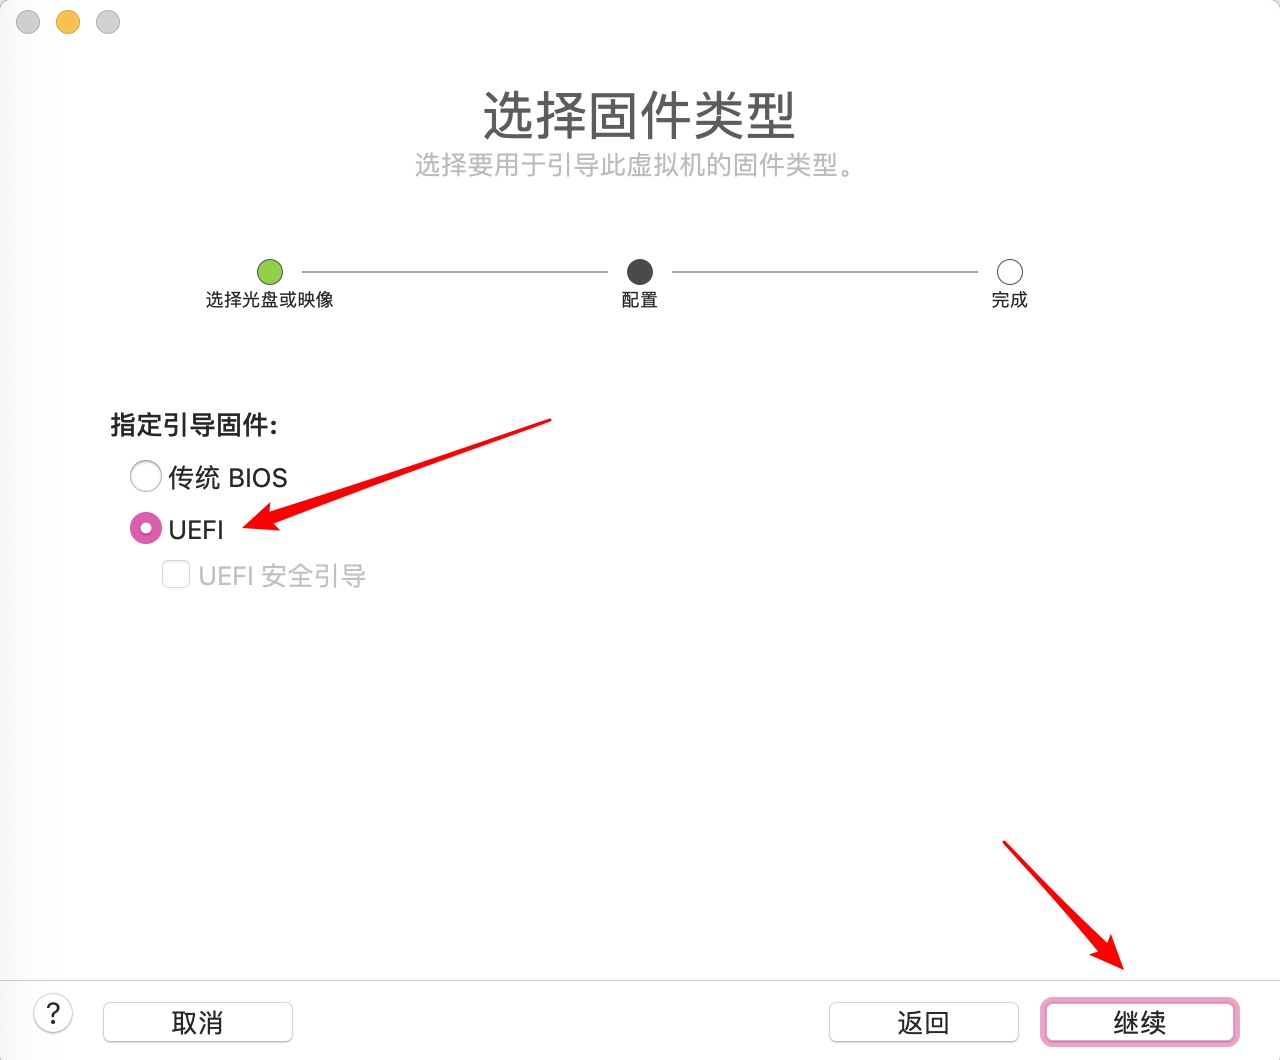 选择固件类型
选择要用于引导此虚拟机的固件类型。
选择光盘或映像
配置
完成
指定引导固件:
传统 BIOS
UEFI
UEFI 安全引导
?
取消
返回
继续